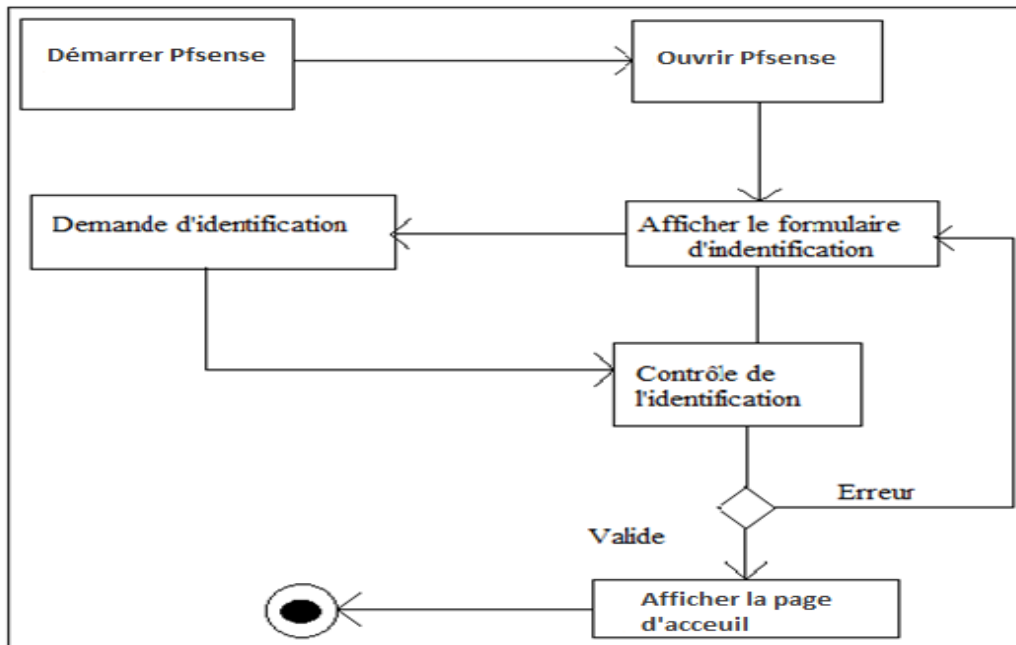 Démarrer Pfsense
Ouvrir Pfsense
Demande d'identification
Afficher le formulaire
d'indentification
Contrôle de
l'identification
Erreur
Valide
Afficher la page
d'acceuil